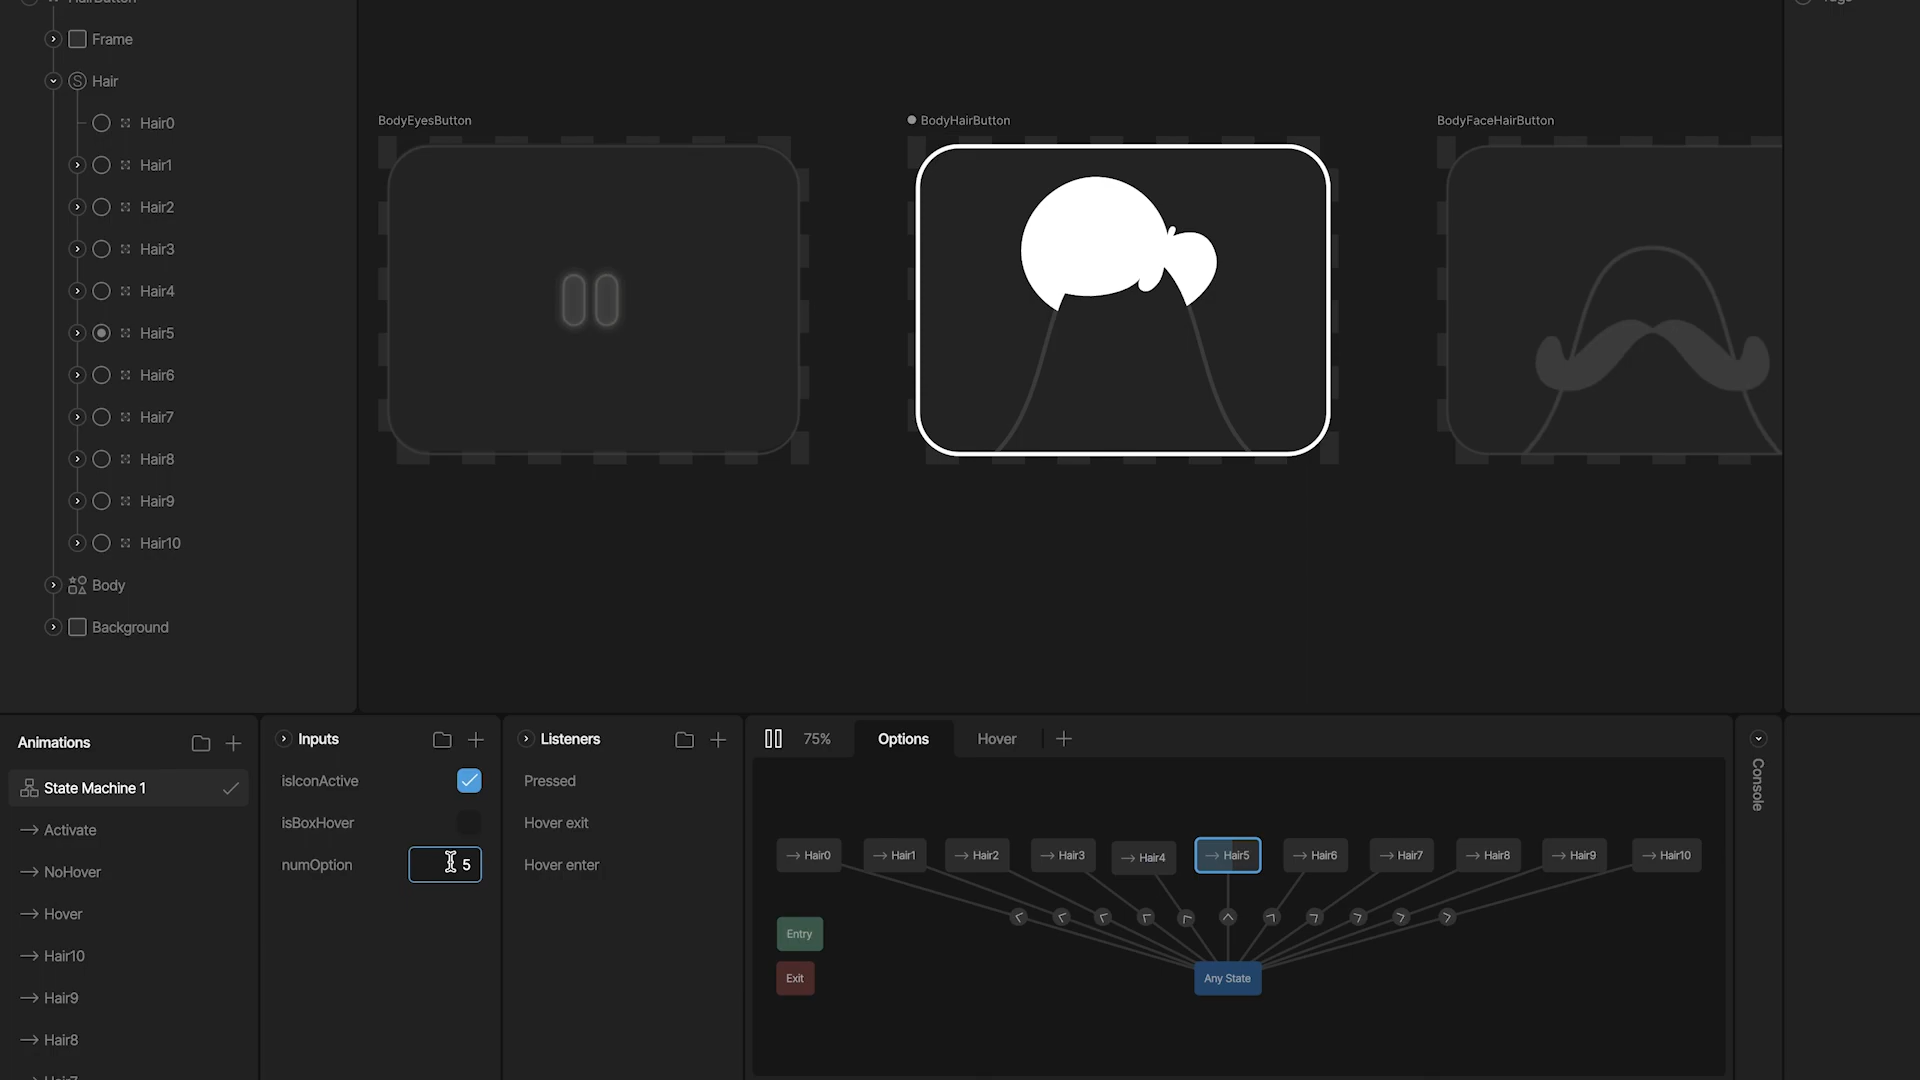 HairButton
Tags
Frame
Hair
Hair0
Hair1
Hair2
Hair3
Hair4
Hair5
Hair6
Hair7
Hair8
Hair9
Hair10
Body
Background
BodyEyesButton
BodyHairButton
BodyFaceHairButton
Animations
State Machine 1
Activate
NoHover
Hover
Hair10
Hair9
Hair8
Hair7
Inputs
isIconActive
isBoxHover
numOption
5
Listeners
Pressed
Hover exit
Hover enter
75%
Options
Hover
Hair0
Hair1
Hair2
Hair3
Hair4
Hair5
Hair6
Hair7
Hair8
Hair9
Hair10
Entry
Exit
Any State
Console